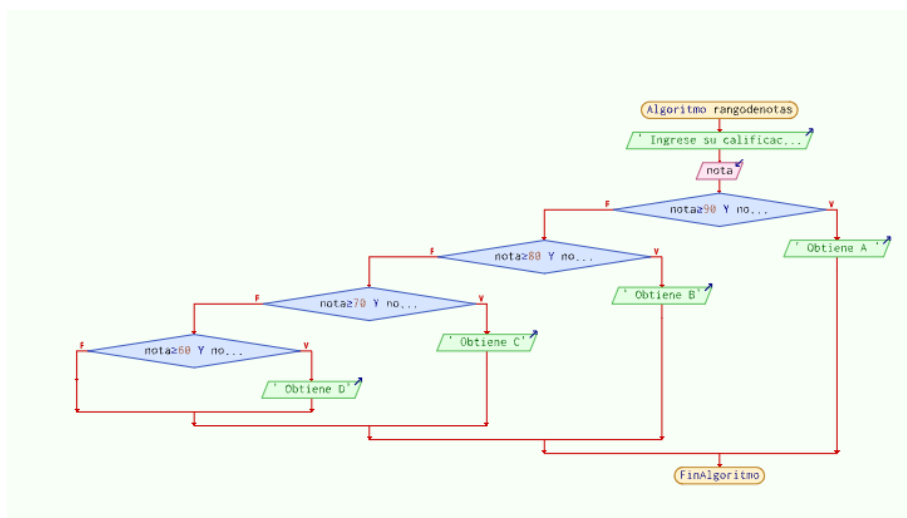 Algoritmo rangodenotas
' Ingrese su calificac...
nota
nota≥90 Y no...
F
V
' Obtiene A '
nota≥80 Y no...
F
V
' Obtiene B'
nota≥70 Y no...
F
V
' Obtiene C'
nota≥60 Y no...
F
V
' Obtiene D'
FinAlgoritmo